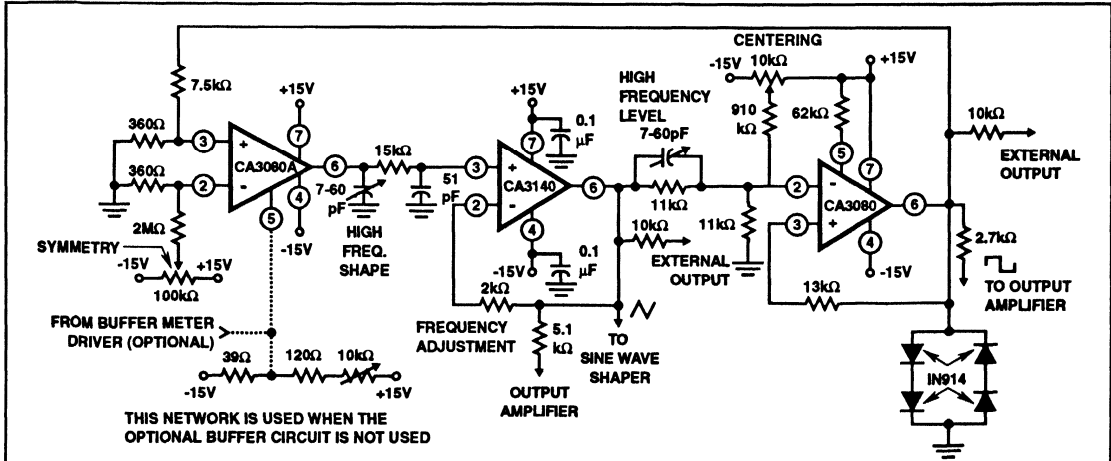 CENTERING
-15V
10kΩ
+15V
7.5kΩ
+15V
HIGH
FREQUENCY
LEVEL
+15V
0.1
µF
910
kΩ
62kΩ
10kΩ
EXTERNAL
OUTPUT
360Ω
3
+
7
CA3080A
6
15kΩ
360Ω
2
-
4
5
-15V
7-60
pF
HIGH
FREQ.
SHAPE
51
pF
7
3
+
CA3140
6
2
-
4
0.1
µF
-15V
7-60pF
11kΩ
10kΩ
EXTERNAL
OUTPUT
11kΩ
5
7
2
-
CA3080
6
3
+
4
-15V
13kΩ
2.7kΩ
TO OUTPUT
AMPLIFIER
2MΩ
SYMMETRY
-15V
+15V
100kΩ
FROM BUFFER METER
DRIVER (OPTIONAL)
39Ω
120Ω
10kΩ
-15V
+15V
2kΩ
FREQUENCY
ADJUSTMENT
5.1
kΩ
OUTPUT
AMPLIFIER
TO
SINE WAVE
SHAPER
IN914
THIS NETWORK IS USED WHEN THE
OPTIONAL BUFFER CIRCUIT IS NOT USED